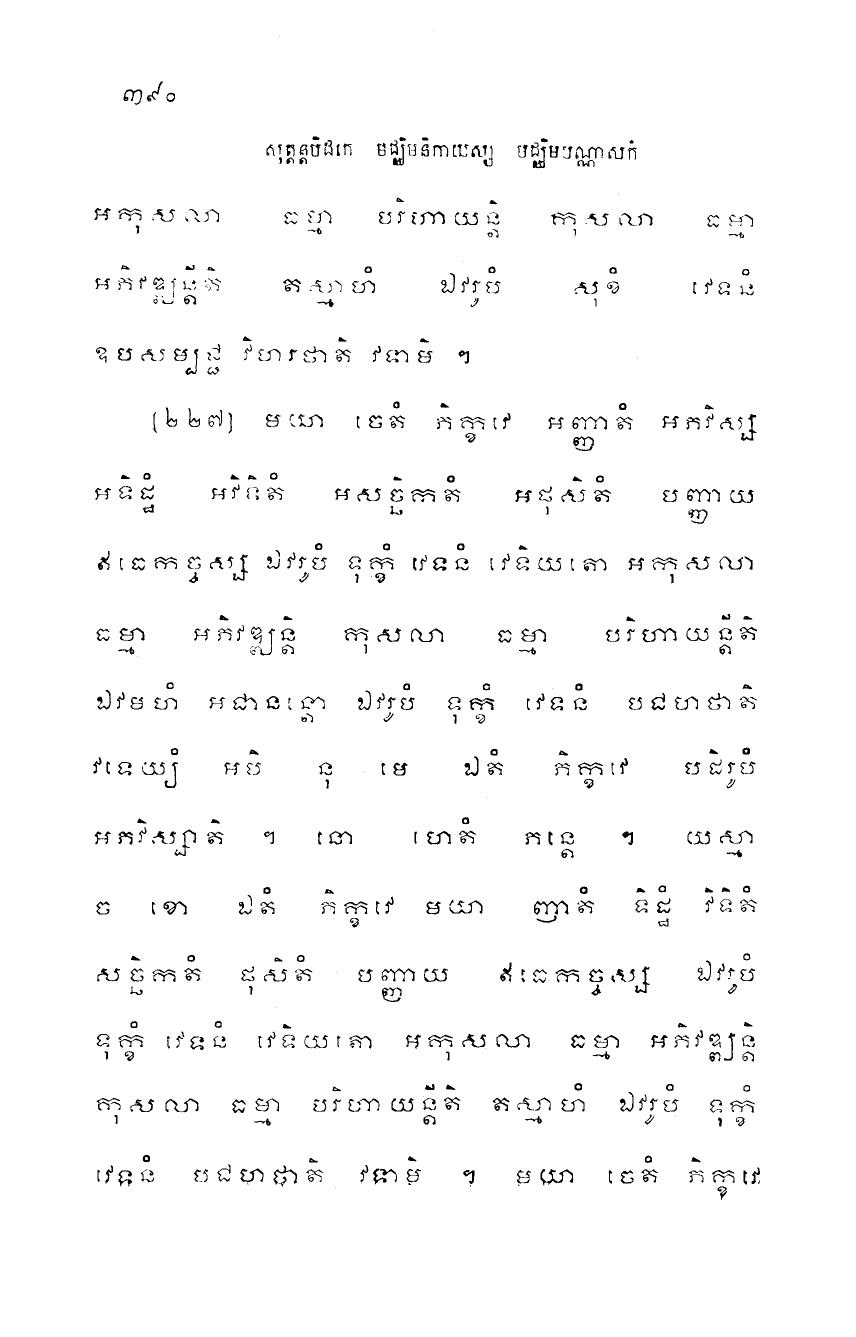 ៣៩០
សុត្តន្តបិដកេ មជ្ឈិមនិកាយស្ស មជ្ឈិមបណ្ណាសកំ
អកុសលា ធម្មា បរិហាយន្តិ កុសលា ធម្មា
អភិវឌ្ឍន្តីតិ តស្មាហំ ឯវរូបំ សុខំ វេទនំ
ឧបសម្បជ្ជ វិហរថាតិ វទាមិ ។
[២២៧] មយា ចេតំ ភិក្ខវេ អញ្ញាតំ អភវិស្ស
អទិដ្ឋំ អវិទិតំ អសច្ឆិកតំ អផុសិតំ បញ្ញាយ
ឥធេកច្ចស្ស ឯវរូបំ ទុក្ខំ វេទនំ វេទិយតោ អកុសលា
ធម្មា អភិវឌ្ឍន្តិ កុសលា ធម្មា បរិហាយន្តីតិ
ឯវមហំ អជានន្តោ ឯវរូបំ ទុក្ខំ វេទនំ បជហថាតិ
វទេយ្យំ អបិ នុ មេ ឯតំ ភិក្ខវេ បដិរូបំ
អភវិស្សាតិ ។ នោ ហេតំ ភន្តេ ។ យស្មា
ច ខោ ឯតំ ភិក្ខវេ មយា ញាតំ ទិដ្ឋំ វិទិតំ
សច្ឆិកតំ ផុសិតំ បញ្ញាយ ឥធេកច្ចស្ស ឯវរូបំ
ទុក្ខំ វេទនំ វេទិយតោ អកុសលា ធម្មា អភិវឌ្ឍន្តិ
កុសលា ធម្មា បរិហាយន្តីតិ តស្មាហំ ឯវរូបំ ទុក្ខំ
វេទនំ បជហថាតិ វទាមិ ។ មយា ចេតំ ភិក្ខវេ